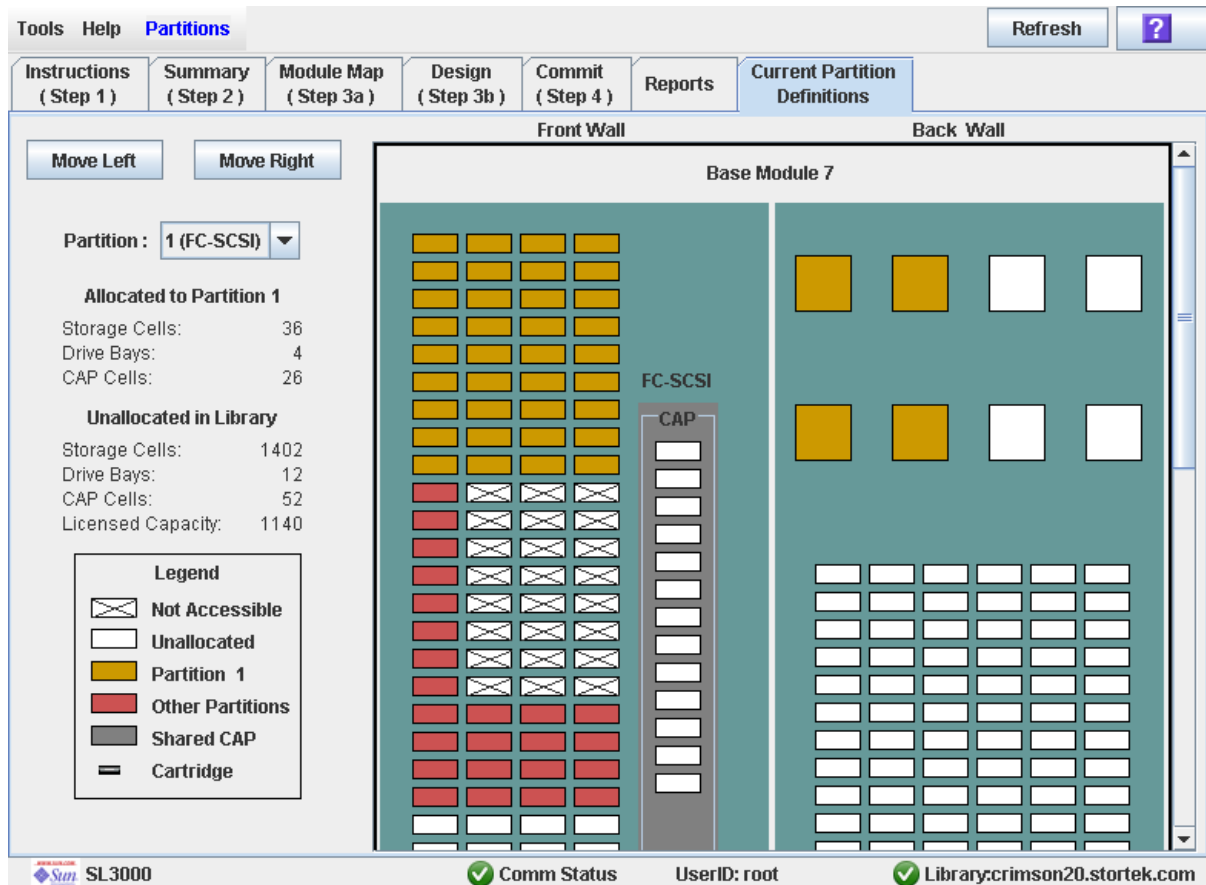 Tools Help Partitions Refresh ?
Instructions ( Step 1 )
Summary ( Step 2 )
Module Map ( Step 3a )
Design ( Step 3b )
Commit ( Step 4 )
Reports
Current Partition Definitions
Move Left Move Right
Front Wall Back Wall
Base Module 7
Partition : 1 (FC-SCSI)
Allocated to Partition 1
Storage Cells: 36
Drive Bays: 4
CAP Cells: 26
Unallocated in Library
Storage Cells: 1402
Drive Bays: 12
CAP Cells: 52
Licensed Capacity: 1140
Legend
Not Accessible
Unallocated
Partition 1
Other Partitions
Shared CAP
Cartridge
FC-SCSI
CAP
Sun SL3000 Comm Status UserID: root Library:crimson20.stortek.com